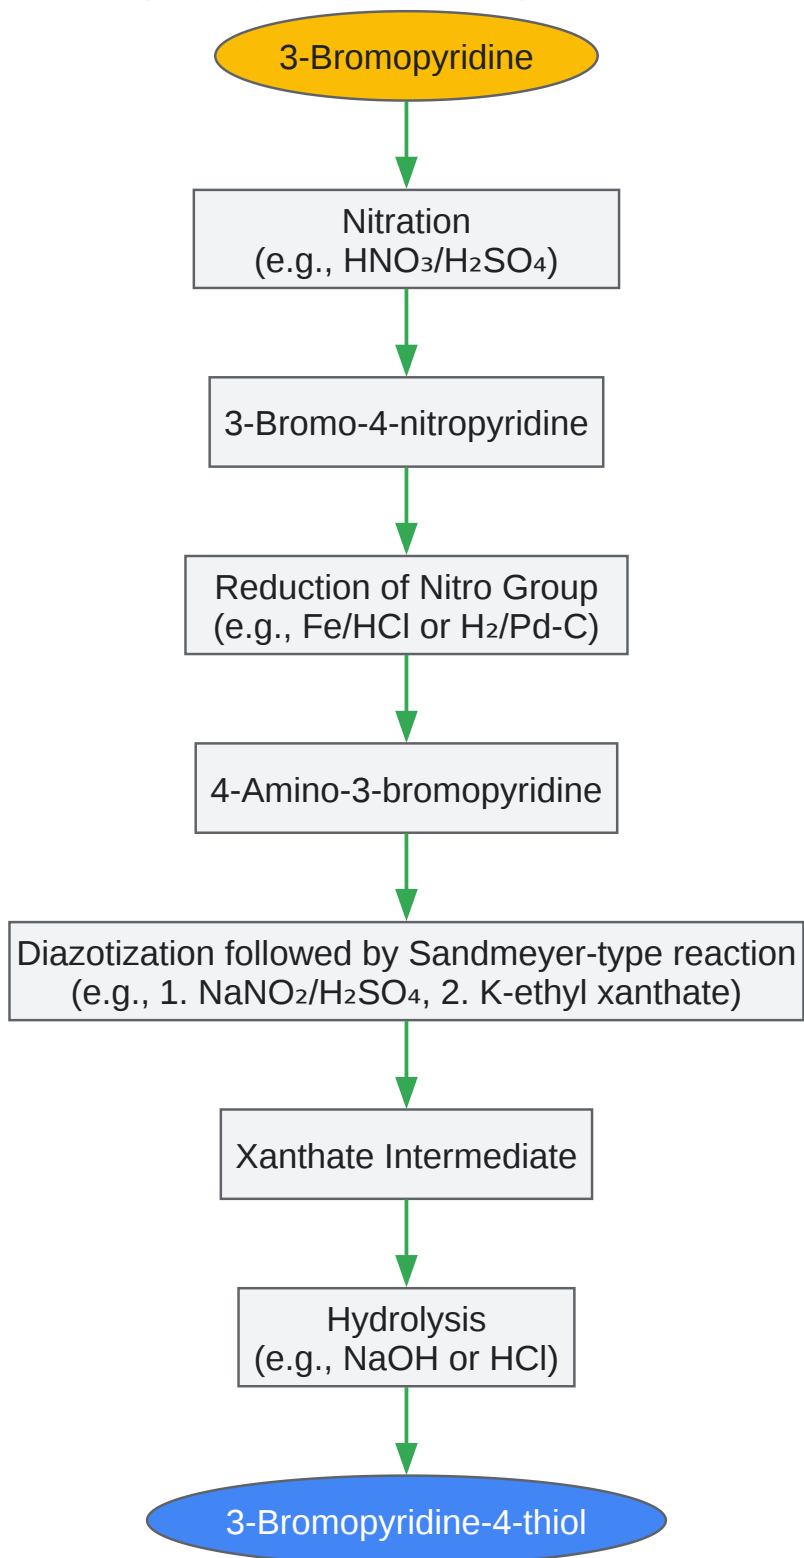 3-Bromopyridine
Nitration
(e.g., HNO₃/H₂SO₄)
3-Bromo-4-nitropyridine
Reduction of Nitro Group
(e.g., Fe/HCl or H₂/Pd-C)
4-Amino-3-bromopyridine
Diazotization followed by Sandmeyer-type reaction
(e.g., 1. NaNO₂/H₂SO₄, 2. K-ethyl xanthate)
Xanthate Intermediate
Hydrolysis
(e.g., NaOH or HCl)
3-Bromopyridine-4-thiol